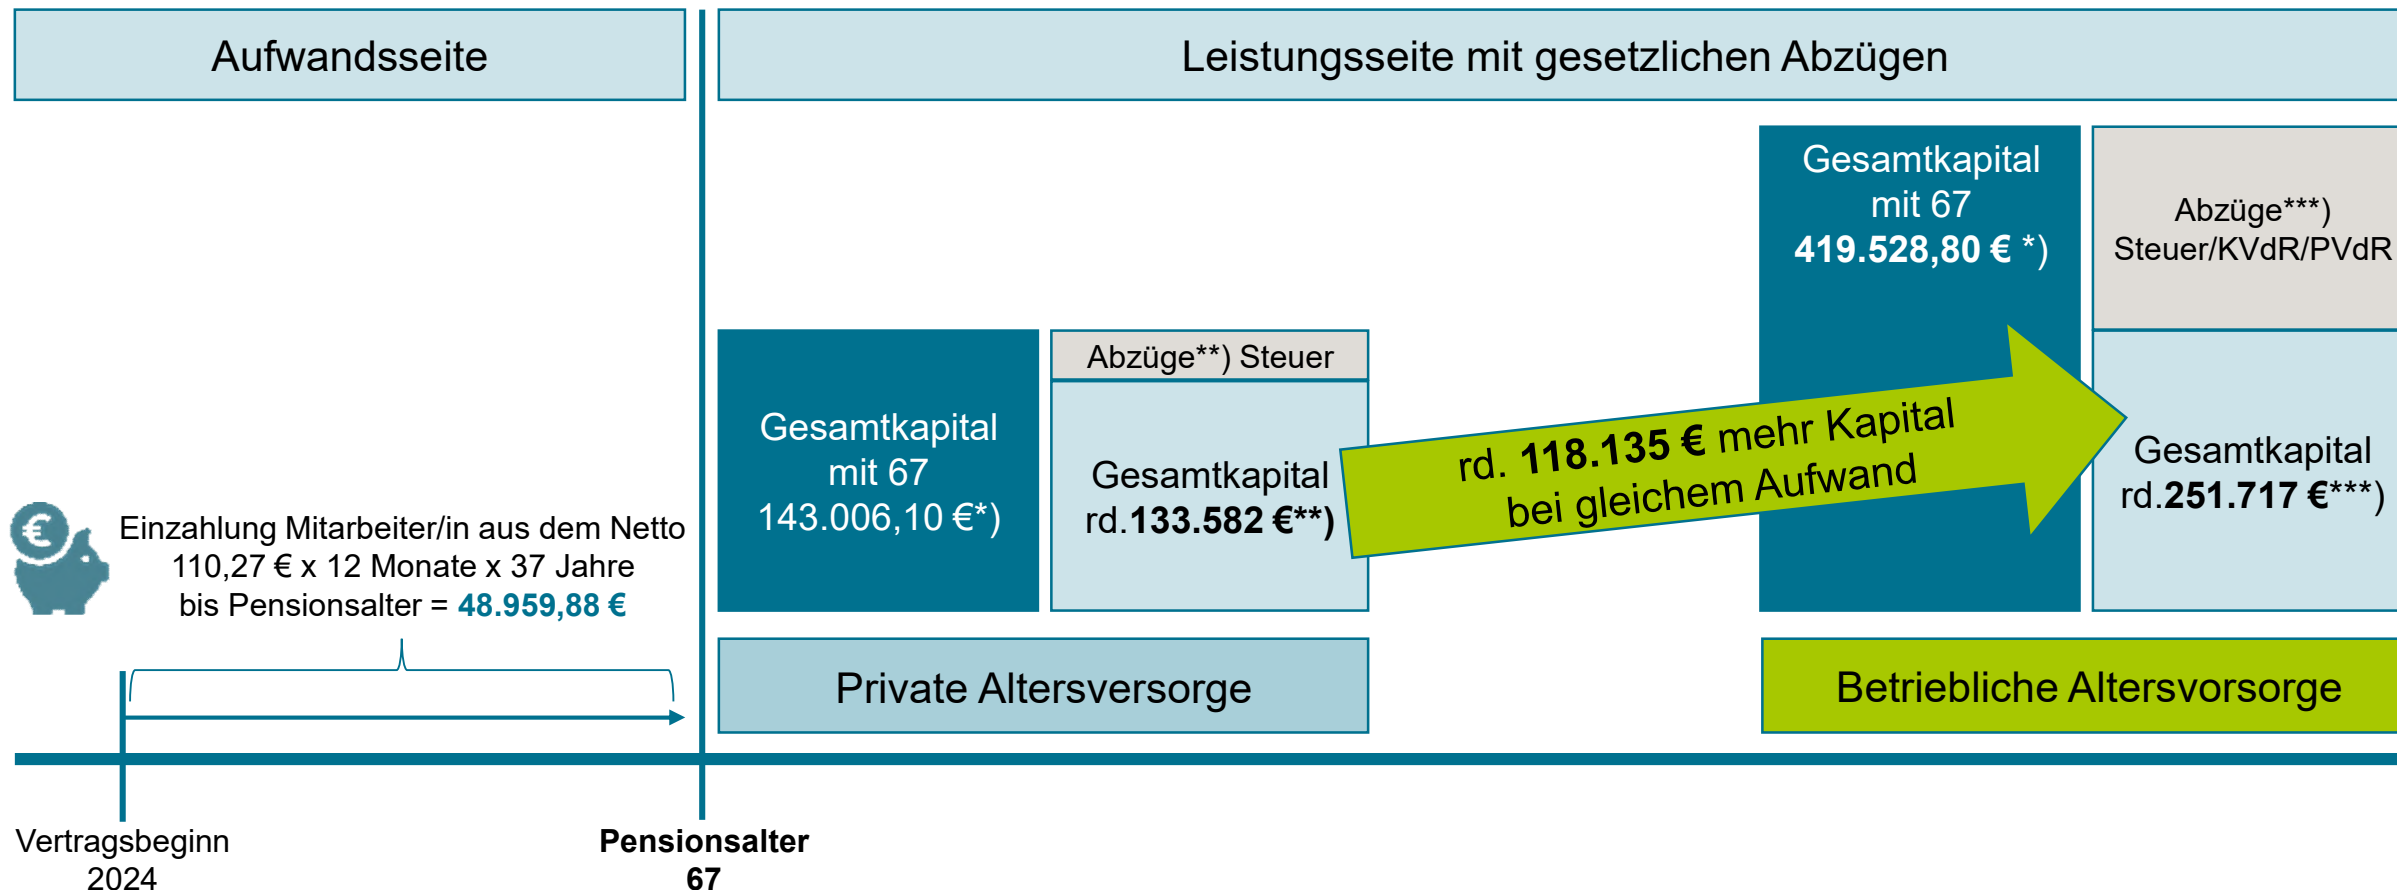 Aufwandsseite
Leistungsseite mit gesetzlichen Abzügen
Einzahlung Mitarbeiter/in aus dem Netto
110,27 € x 12 Monate x 37 Jahre
bis Pensionsalter = 48.959,88 €
Gesamtkapital
mit 67
143.006,10 €*)
Abzüge**) Steuer
Gesamtkapital
rd.133.582 €**)
rd. 118.135 € mehr Kapital
bei gleichem Aufwand
Gesamtkapital
mit 67
419.528,80 € *)
Abzüge***)
Steuer/KVdR/PVdR
Gesamtkapital
rd.251.717 €***)
Private Altersversorge
Betriebliche Altersvorsorge
Vertragsbeginn
2024
Pensionsalter
67